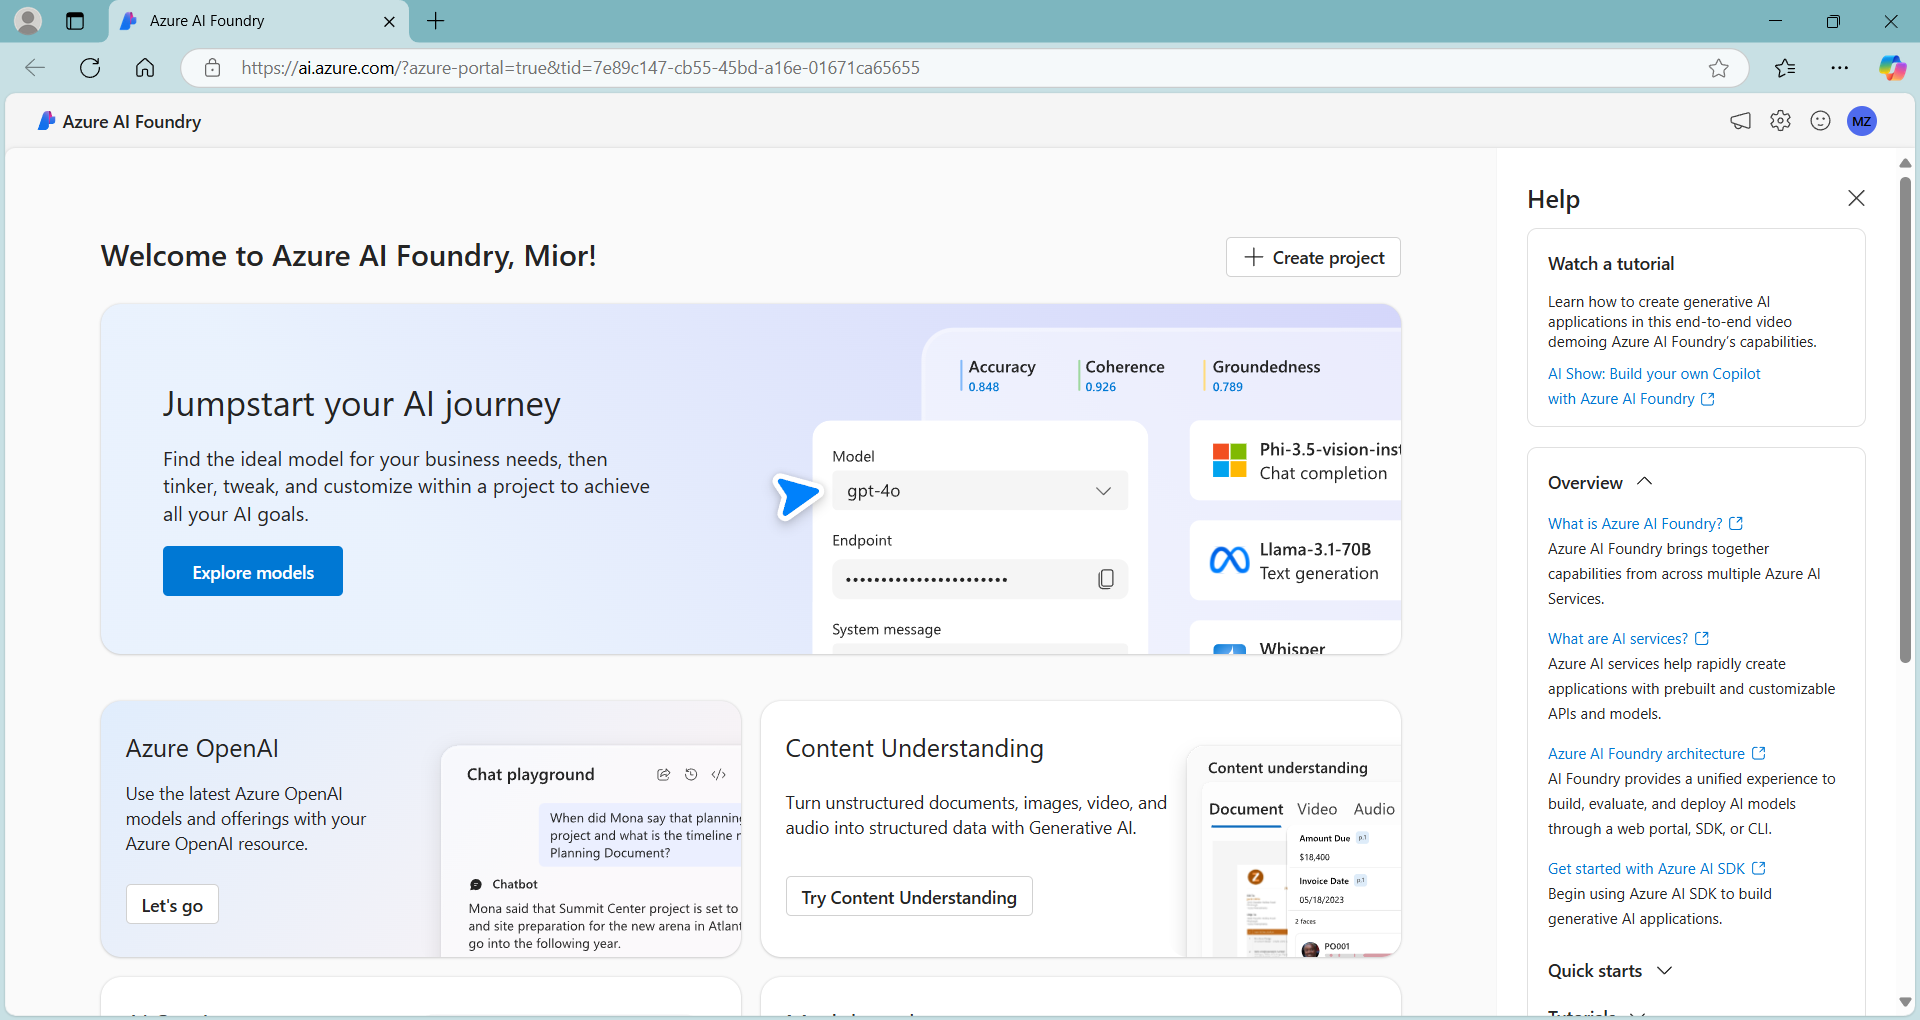 Azure AI Foundry
https://ai.azure.com/?azure-portal=true&tid=7e89c147-cb55-45bd-a16e-01671ca65655
Azure AI Foundry
MZ
Welcome to Azure AI Foundry, Mior!
Create project
Jumpstart your AI journey
Find the ideal model for your business needs, then
tinker, tweak, and customize within a project to achieve
all your AI goals.
Explore models
Accuracy
0.848
Coherence
0.926
Groundedness
0.789
Model
gpt-4o
Endpoint
System message
Phi-3.5-vision-inst
Chat completion
Llama-3.1-70B
Text generation
Whisper
Azure OpenAI
Use the latest Azure OpenAI
models and offerings with your
Azure OpenAI resource.
Let's go
Chat playground
When did Mona say that planning
project and what is the timeline
Planning Document?
Chatbot
Mona said that Summit Center project is set to
and site preparation for the new arena in Atlant
go into the following year.
Content Understanding
Turn unstructured documents, images, video, and
audio into structured data with Generative AI.
Try Content Understanding
Content understanding
Document Video Audio
Amount Due p.1
$18,400
Invoice Date p.1
05/18/2023
2 faces
PO001
Help
Watch a tutorial
Learn how to create generative AI
applications in this end-to-end video
demoing Azure AI Foundry's capabilities.
AI Show: Build your own Copilot
with Azure AI Foundry
Overview
What is Azure AI Foundry?
Azure AI Foundry brings together
capabilities from across multiple Azure AI
Services.
What are AI services?
Azure AI services help rapidly create
applications with prebuilt and customizable
APIs and models.
Azure AI Foundry architecture
AI Foundry provides a unified experience to
build, evaluate, and deploy AI models
through a web portal, SDK, or CLI.
Get started with Azure AI SDK
Begin using Azure AI SDK to build
generative AI applications.
Quick starts
Tutorials